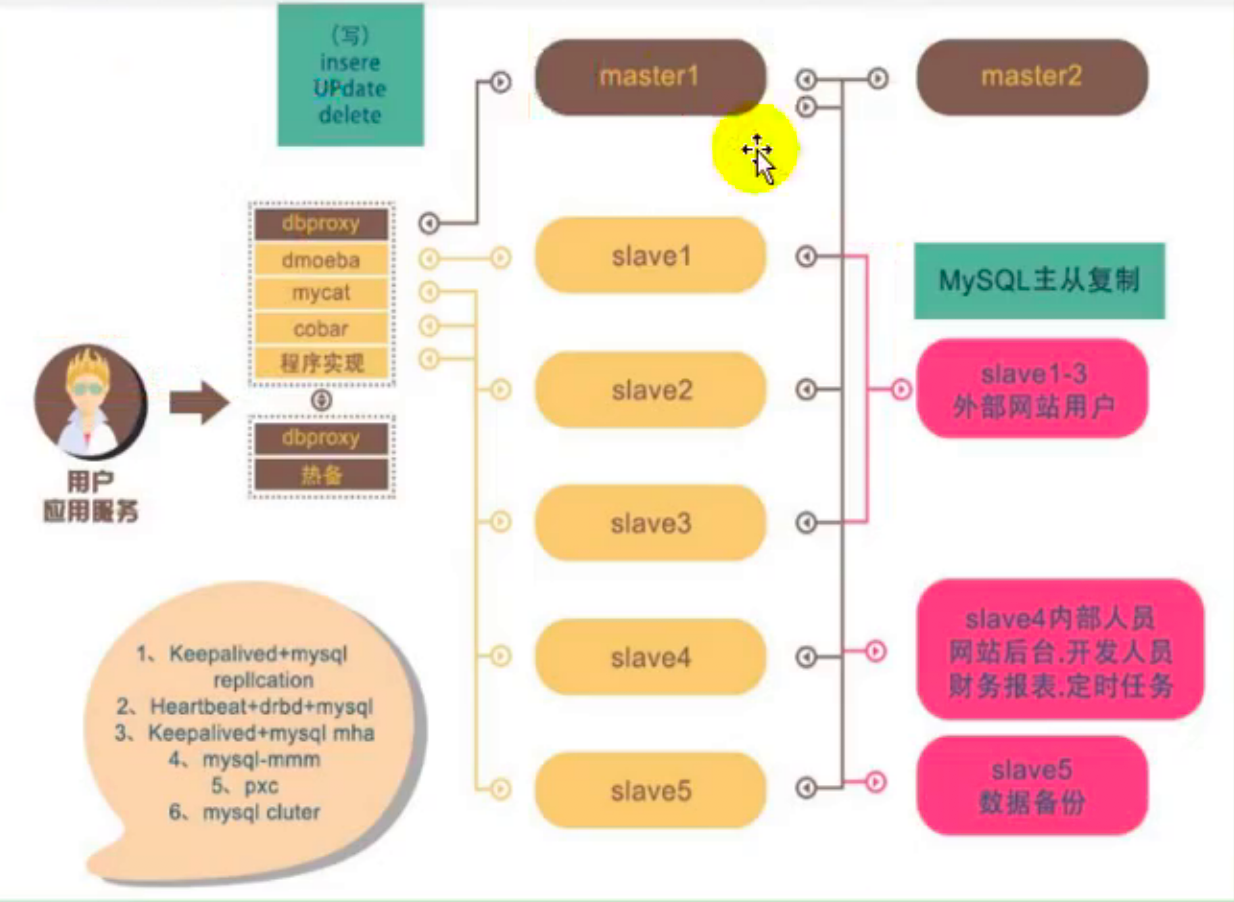 （写）
insere
UPdate
delete
master1
master2
dbproxy
dmoeba
mycat
cobar
程序实现
dbproxy
热备
用户
应用服务
slave1
slave2
slave3
slave4
slave5
MySQL主从复制
slave1-3
外部网站用户
slave4内部人员
网站后台.开发人员
财务报表.定时任务
slave5
数据备份
1、Keepalived+mysql
repllcation
2、Heartbeat+drbd+mysql
3、Keepalived+mysql mha
4、mysql-mmm
5、pxc
6、mysql cluter